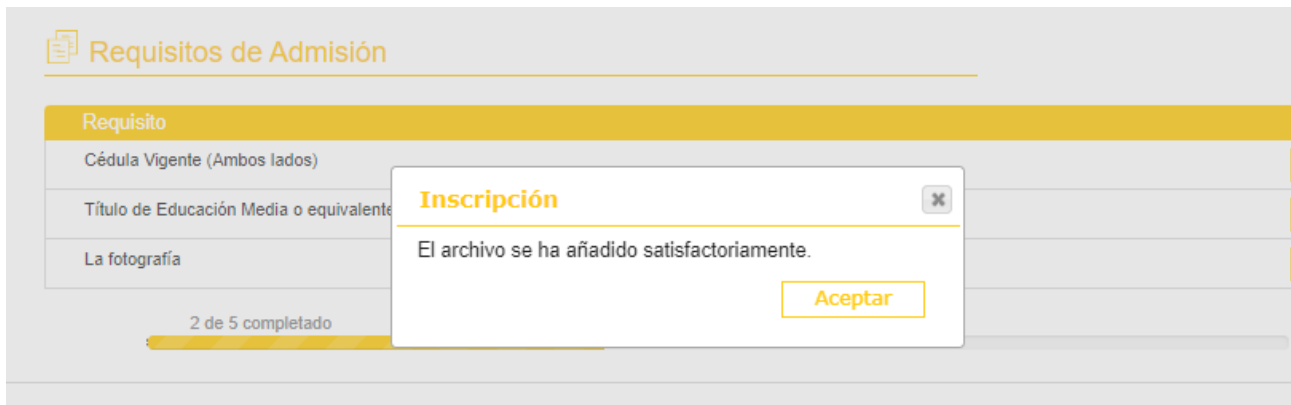 Requisitos de Admisión
Requisito
Cédula Vigente (Ambos lados)
Título de Educación Media o equivalente
La fotografía
2 de 5 completado
Inscripción
El archivo se ha añadido satisfactoriamente.
Aceptar